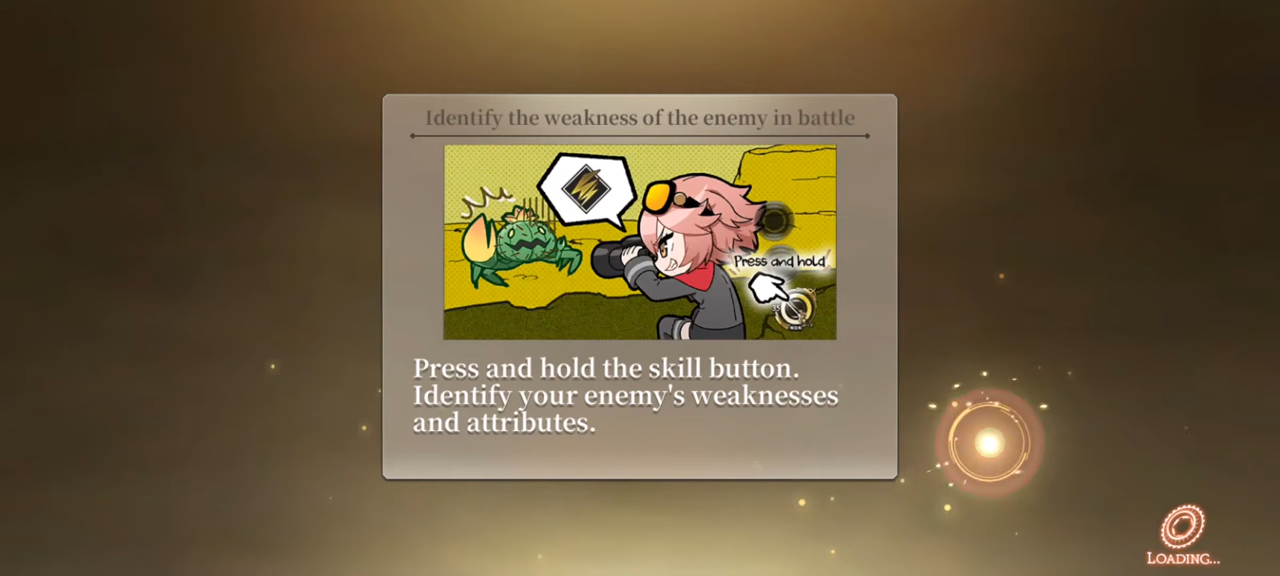 Identify the weakness of the enemy in battle
Press and hold
Press and hold the skill button.
Identify your enemy's weaknesses
and attributes.
LOADING...